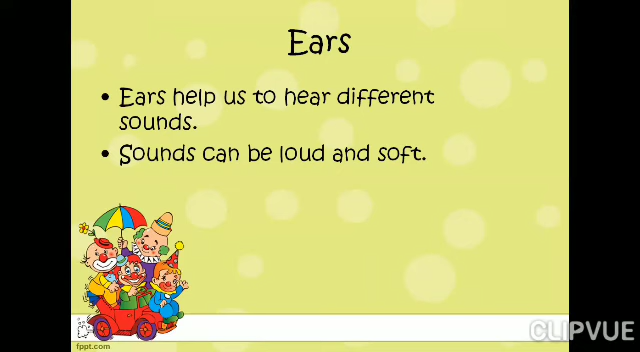 Ears
• Ears help us to hear different
sounds.
• Sounds can be loud and soft.
fppt.com
CLIPVUE